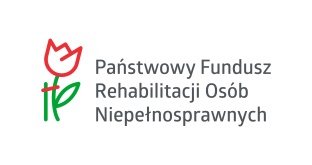 Państwowy Fundusz
Rehabilitacji Osób
Niepełnosprawnych